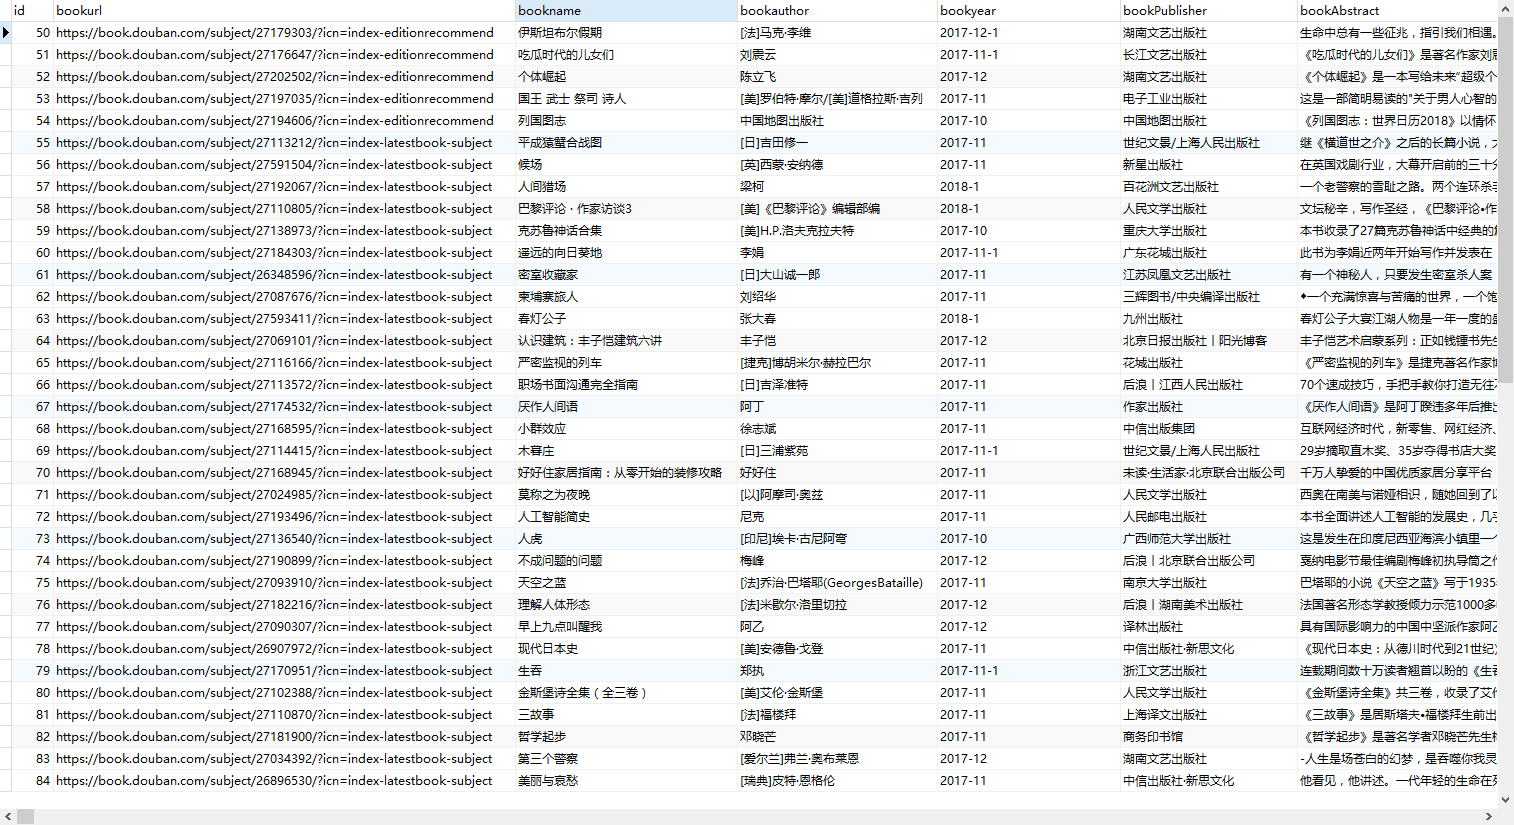 id bookurl bookname bookauthor bookyear bookPublisher bookAbstract
50 https://book.douban.com/subject/27179303/?icn=index-editionrecommend 伊斯坦布尔假期 [法]马克·李维 2017-12-1 湖南文艺出版社 生命中总有一些征兆，指引我们相遇。
51 https://book.douban.com/subject/27176647/?icn=index-editionrecommend 吃瓜时代的儿女们 刘震云 2017-11-1 长江文艺出版社 《吃瓜时代的儿女们》是著名作家刘震
52 https://book.douban.com/subject/27202502/?icn=index-editionrecommend 个体崛起 陈立飞 2017-12 湖南文艺出版社 《个体崛起》是一本写给未来“超级个
53 https://book.douban.com/subject/27197035/?icn=index-editionrecommend 国王 武士 祭司 诗人 [美]罗伯特·摩尔/[美]道格拉斯·吉列 2017-11 电子工业出版社 这是一部简明易读的"关于男人心智的
54 https://book.douban.com/subject/27194606/?icn=index-editionrecommend 列国图志 中国地图出版社 2017-10 中国地图出版社 《列国图志：世界日历2018》以情怀
55 https://book.douban.com/subject/27113212/?icn=index-latestbook-subject 平成猿蟹合战图 [日]吉田修一 2017-11 世纪文景/上海人民出版社 继《横道世之介》之后的长篇小说，
56 https://book.douban.com/subject/27591504/?icn=index-latestbook-subject 候场 [英]西蒙·安纳德 2017-11 新星出版社 在英国戏剧行业，大幕开启前的三十分
57 https://book.douban.com/subject/27192067/?icn=index-latestbook-subject 人间猎场 梁柯 2018-1 百花洲文艺出版社 一个老警察的雪耻之路。两个连环杀手
58 https://book.douban.com/subject/27110805/?icn=index-latestbook-subject 巴黎评论·作家访谈3 [美]《巴黎评论》编辑部编 2018-1 人民文学出版社 文坛秘辛，写作圣经，《巴黎评论•作
59 https://book.douban.com/subject/27138973/?icn=index-latestbook-subject 克苏鲁神话合集 [美]H.P.洛夫克拉夫特 2017-10 重庆大学出版社 本书收录了27篇克苏鲁神话中经典的
60 https://book.douban.com/subject/27184303/?icn=index-latestbook-subject 遥远的向日葵地 李娟 2017-11-1 广东花城出版社 此书为李娟近两年开始写作并发表在
61 https://book.douban.com/subject/26348596/?icn=index-latestbook-subject 密室收藏家 [日]大山诚一郎 2017-11 江苏凤凰文艺出版社 有一个神秘人，只要发生密室杀人案
62 https://book.douban.com/subject/27087676/?icn=index-latestbook-subject 柬埔寨旅人 刘绍华 2017-11 三辉图书/中央编译出版社 ♦一个充满惊喜与苦痛的世界，一个饱
63 https://book.douban.com/subject/27593411/?icn=index-latestbook-subject 春灯公子 张大春 2018-1 九州出版社 春灯公子大宴江湖人物是一年一度的盛
64 https://book.douban.com/subject/27069101/?icn=index-latestbook-subject 认识建筑：丰子恺建筑六讲 丰子恺 2017-12 北京日报出版社丨阳光博客 丰子恺艺术启蒙系列：正如钱锺书先生
65 https://book.douban.com/subject/27116166/?icn=index-latestbook-subject 严密监视的列车 [捷克]博胡米尔·赫拉巴尔 2017-11 花城出版社 《严密监视的列车》是捷克著名作家博
66 https://book.douban.com/subject/27113572/?icn=index-latestbook-subject 职场书面沟通完全指南 [日]吉泽准特 2017-11 后浪丨江西人民出版社 70个速成技巧，手把手教你打造无往不
67 https://book.douban.com/subject/27174532/?icn=index-latestbook-subject 厌作人间语 阿丁 2017-11 作家出版社 《厌作人间语》是阿丁暌违多年后推出
68 https://book.douban.com/subject/27168595/?icn=index-latestbook-subject 小群效应 徐志斌 2017-11 中信出版集团 互联网经济时代，新零售、网红经济、
69 https://book.douban.com/subject/27114415/?icn=index-latestbook-subject 木暮庄 [日]三浦紫苑 2017-11-1 世纪文景/上海人民出版社 29岁摘取直木奖、35岁夺得书店大奖
70 https://book.douban.com/subject/27168945/?icn=index-latestbook-subject 好好住家居指南：从零开始的装修攻略 好好住 2017-11 未读·生活家·北京联合出版公司 千万人挚爱的中国优质家居分享平台
71 https://book.douban.com/subject/27024985/?icn=index-latestbook-subject 莫称之为夜晚 [以]阿摩司·奥兹 2017-11 人民文学出版社 西奥在南美与诺娅相识，随她回到了以
72 https://book.douban.com/subject/27193496/?icn=index-latestbook-subject 人工智能简史 尼克 2017-11 人民邮电出版社 本书全面讲述人工智能的发展史，几乎
73 https://book.douban.com/subject/27136540/?icn=index-latestbook-subject 人虎 [印尼]埃卡·古尼阿弯 2017-10 广西师范大学出版社 这是发生在印度尼西亚海滨小镇里一个
74 https://book.douban.com/subject/27190899/?icn=index-latestbook-subject 不成问题的问题 梅峰 2017-12 后浪丨北京联合出版公司 戛纳电影节最佳编剧梅峰初执导筒之作
75 https://book.douban.com/subject/27093910/?icn=index-latestbook-subject 天空之蓝 [法]乔治·巴塔耶(GeorgesBataille) 2017-11 南京大学出版社 巴塔耶的小说《天空之蓝》写于1935
76 https://book.douban.com/subject/27182216/?icn=index-latestbook-subject 理解人体形态 [法]米歇尔·洛里切拉 2017-12 后浪丨湖南美术出版社 法国著名形态学教授倾力示范1000多
77 https://book.douban.com/subject/27090307/?icn=index-latestbook-subject 早上九点叫醒我 阿乙 2017-12 译林出版社 具有国际影响力的中国中坚派作家阿乙
78 https://book.douban.com/subject/26907972/?icn=index-latestbook-subject 现代日本史 [美]安德鲁·戈登 2017-11 中信出版社·新思文化 《现代日本史：从德川时代到21世纪》
79 https://book.douban.com/subject/27170951/?icn=index-latestbook-subject 生吞 郑执 2017-11-1 浙江文艺出版社 连载期间数十万读者翘首以盼的《生吞
80 https://book.douban.com/subject/27102388/?icn=index-latestbook-subject 金斯堡诗全集（全三卷） [美]艾伦·金斯堡 2017-11 人民文学出版社 《金斯堡诗全集》共三卷，收录了艾伦
81 https://book.douban.com/subject/27110870/?icn=index-latestbook-subject 三故事 [法]福楼拜 2017-11 上海译文出版社 《三故事》是居斯塔夫•福楼拜生前出
82 https://book.douban.com/subject/27181900/?icn=index-latestbook-subject 哲学起步 邓晓芒 2017-11 商务印书馆 《哲学起步》是著名学者邓晓芒先生
83 https://book.douban.com/subject/27034392/?icn=index-latestbook-subject 第三个警察 [爱尔兰]弗兰·奥布莱恩 2017-12 湖南文艺出版社 -人生是场苍白的幻梦，是吞噬你我灵
84 https://book.douban.com/subject/26896530/?icn=index-latestbook-subject 美丽与哀愁 [瑞典]皮特·恩格伦 2017-11 中信出版社·新思文化 他看见，他讲述。一代年轻的生命在死